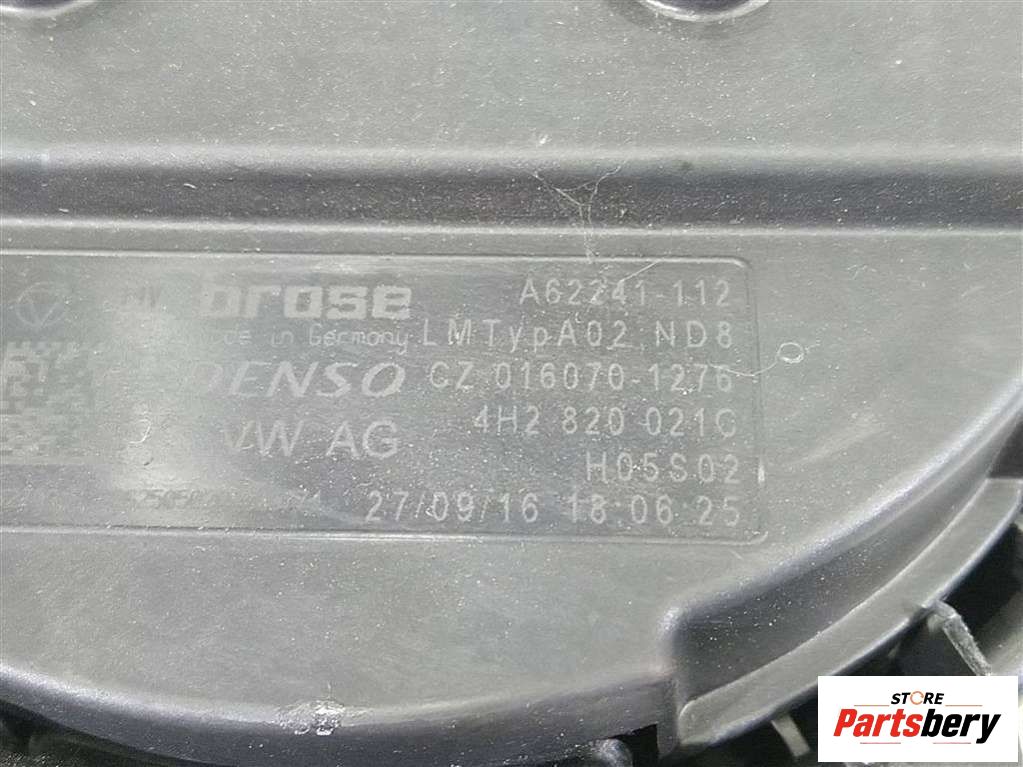 brose A62241-112
Made in Germany LMTypA02 ND8
DENSO CZ 016070-1276
VW AG 4H2 820 021C
H05S02
27/09/16 18:06:25
STORE
Partsbery